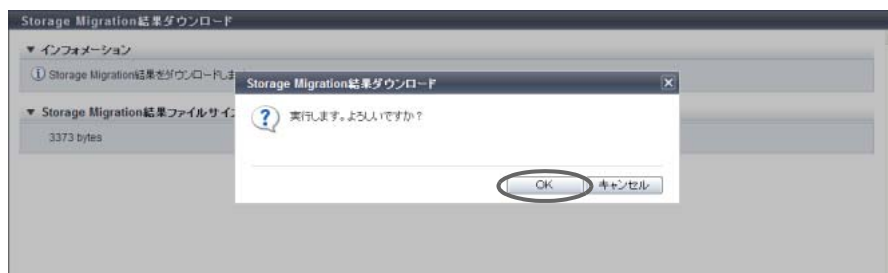 Storage Migration結果ダウンロード
インフォメーション
Storage Migration結果をダウンロードしま
Storage Migration結果ファイルサイズ
3373 bytes
Storage Migration結果ダウンロード
実行します。よろしいですか?
OK
キャンセル